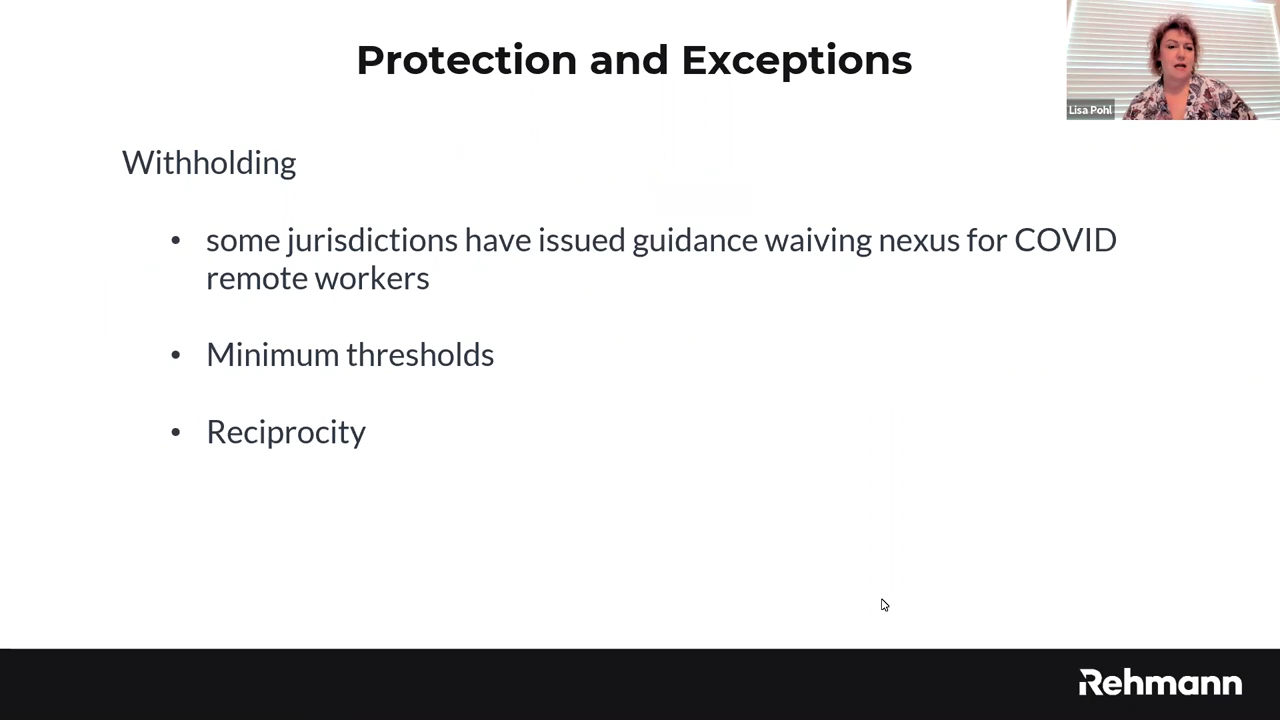 Protection and Exceptions
Lisa Pohl
Withholding
• some jurisdictions have issued guidance waiving nexus for COVID
remote workers
• Minimum thresholds
• Reciprocity
Rehmann